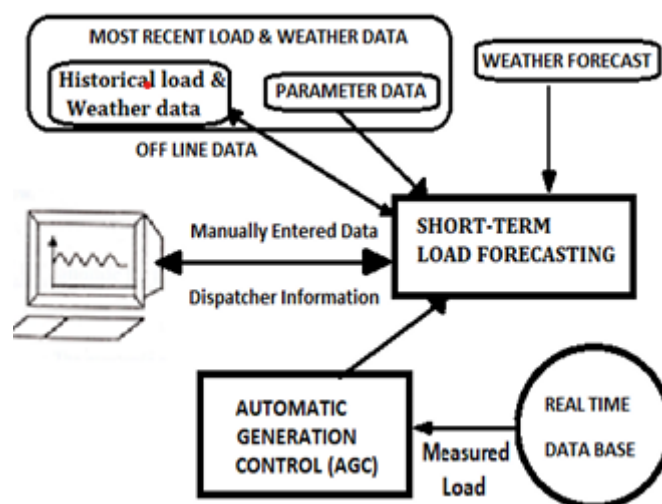 MOST RECENT LOAD & WEATHER DATA
Historical load &
Weather data
PARAMETER DATA
WEATHER FORECAST
OFF LINE DATA
Manually Entered Data
Dispatcher Information
SHORT-TERM
LOAD FORECASTING
AUTOMATIC
GENERATION
CONTROL (AGC)
Measured
Load
REAL TIME
DATA BASE